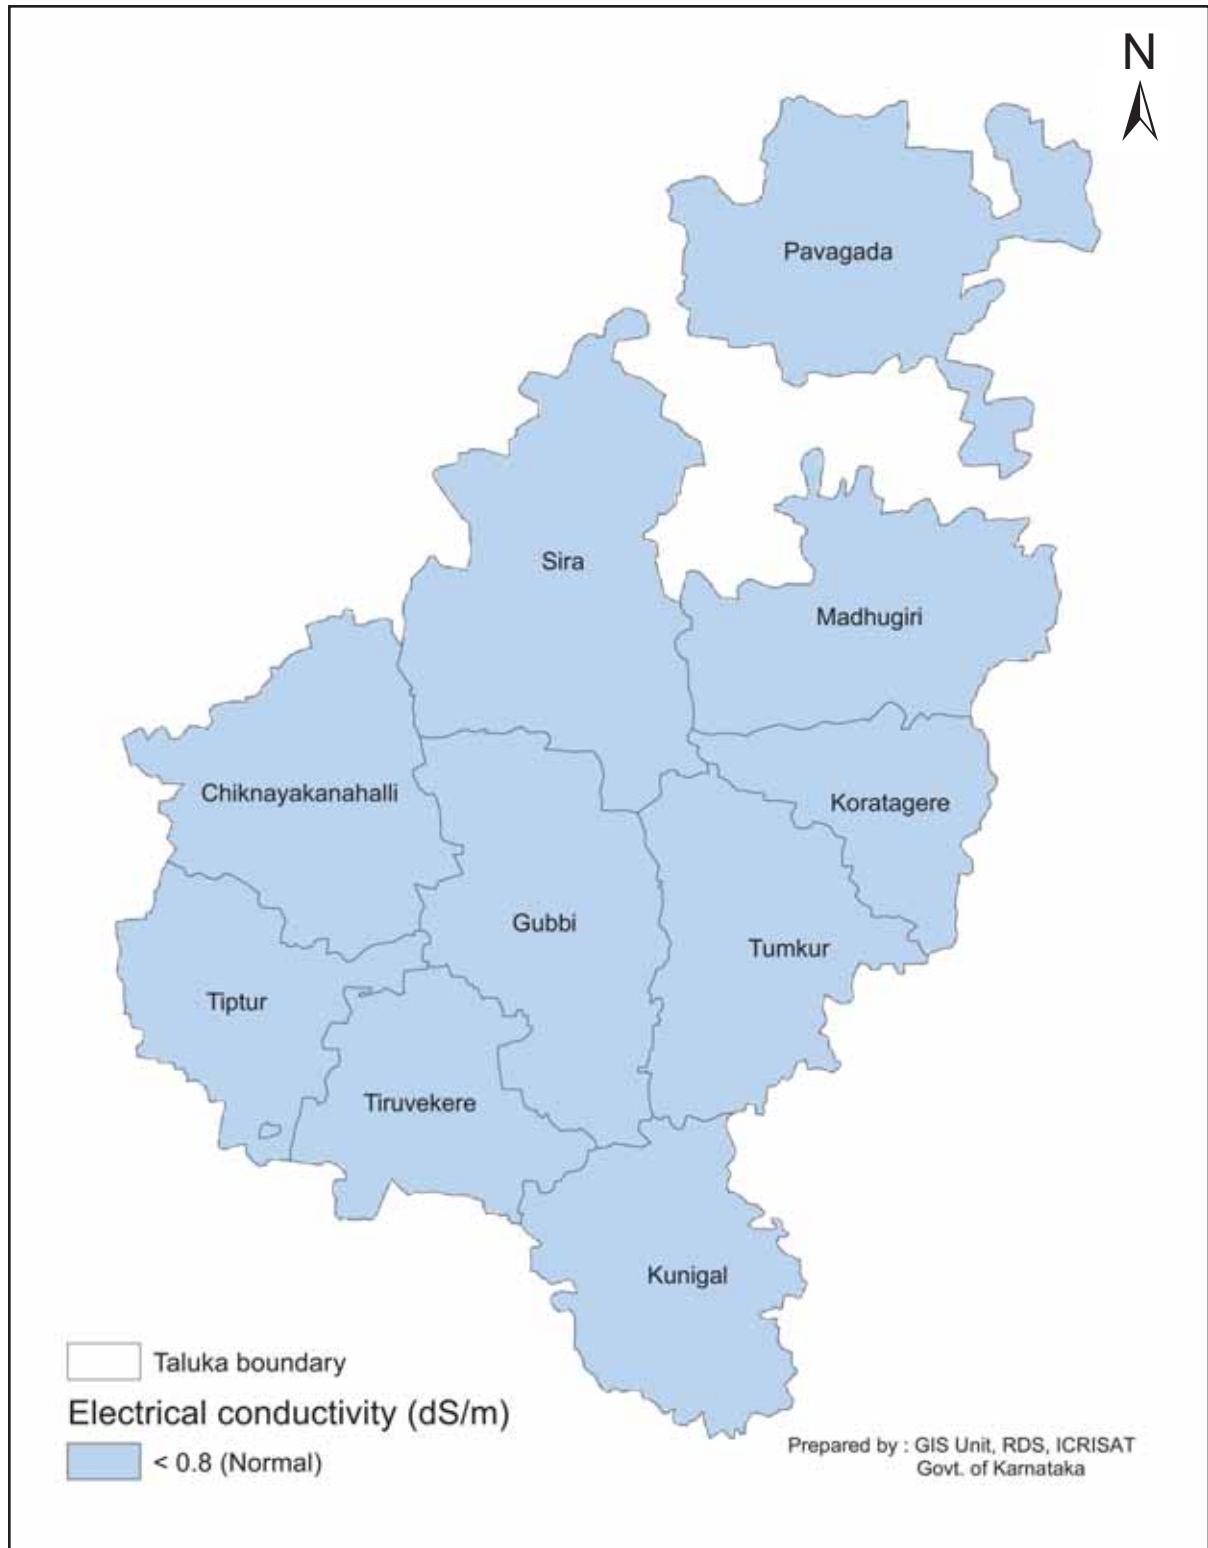 N
Pavagada
Sira
Madhugiri
Chiknayakanahalli
Koratagere
Gubbi
Tumkur
Tiptur
Tiruvekere
Kunigal
Taluka boundary
Electrical conductivity (dS/m)
< 0.8 (Normal)
Prepared by : GIS Unit, RDS, ICRISAT
Govt. of Karnataka